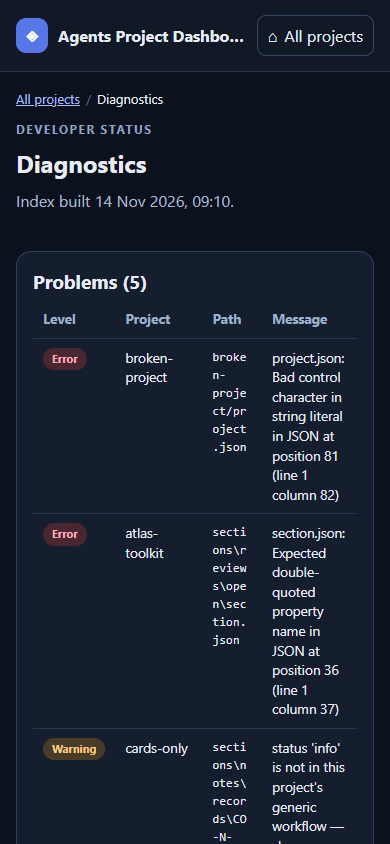 Agents Project Dashbo...
⌂ All projects
All projects / Diagnostics
DEVELOPER STATUS
Diagnostics
Index built 14 Nov 2026, 09:10.
Problems (5)
Level Project Path Message
Error
broken-
project
broke
n-
proje
ct/pr
oject
.json
project.json:
Bad control
character in
string literal
in JSON at
position 81
(line 1
column 82)
Error
atlas-
toolkit
secti
ons\r
eview
s\ope
n\sec
tion.
json
section.json:
Expected
double-
quoted
property
name in
JSON at
position 36
(line 1
column 37)
Warning
cards-only
secti
ons\n
otes\
recor
ds\CO
-N-
status 'info'
is not in this
project's
generic
workflow —